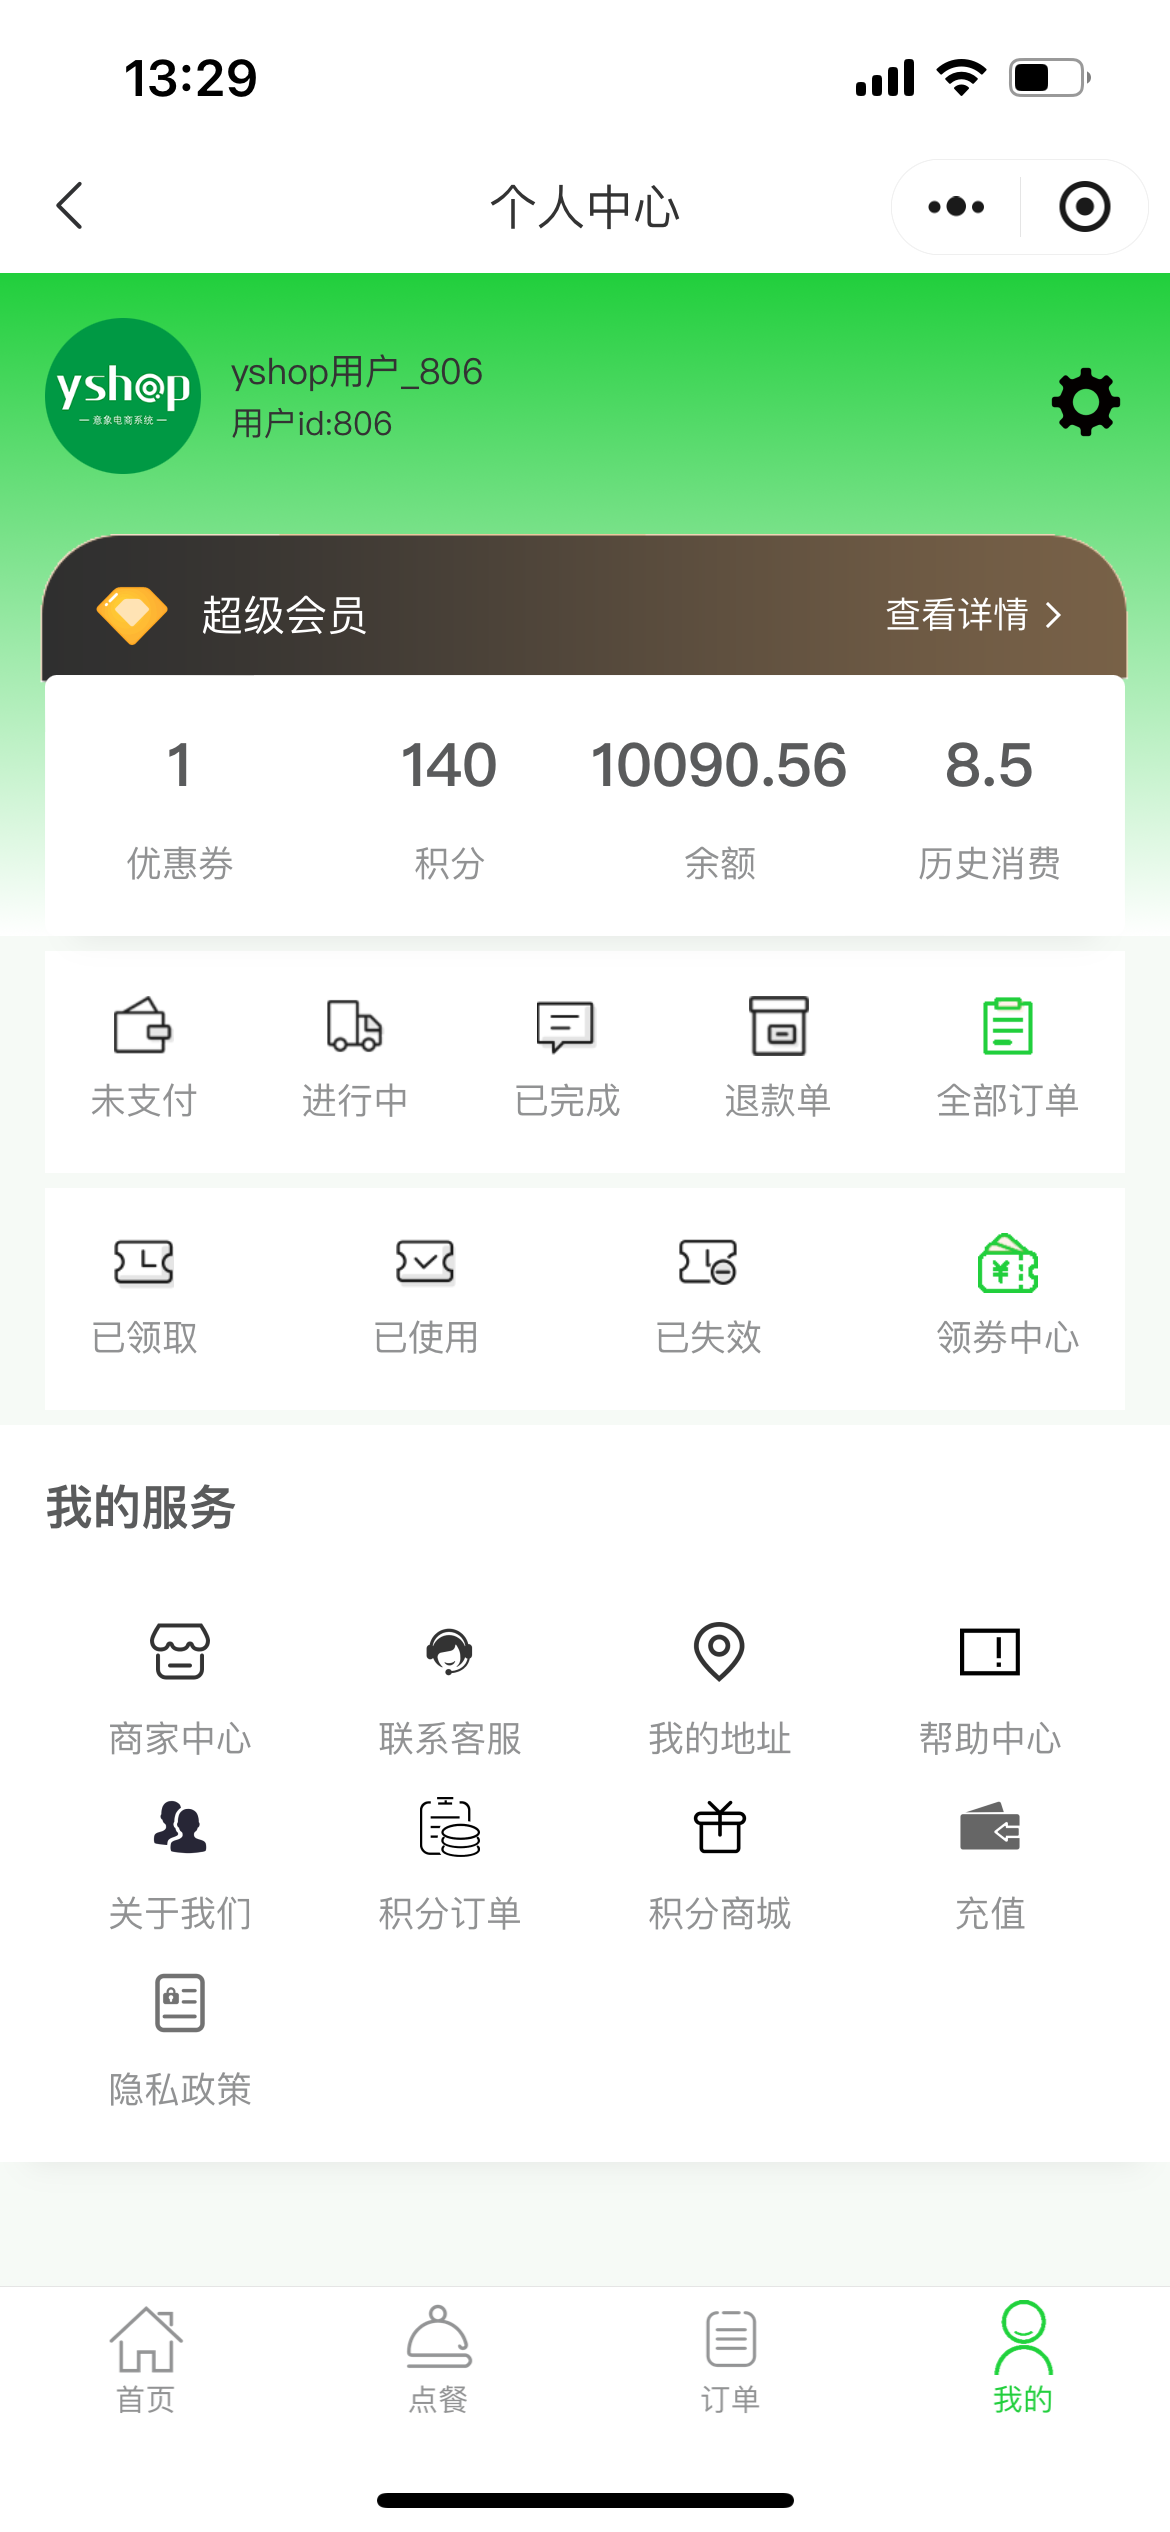 13:29
个人中心
yshop
意象电商系统
yshop用户_806
用户id:806
超级会员
查看详情
1 140 10090.56 8.5
优惠券 积分 余额 历史消费
未支付 进行中 已完成 退款单 全部订单
¥
已领取 已使用 已失效 领券中心
我的服务
商家中心 联系客服 我的地址 帮助中心
关于我们 积分订单 积分商城 充值
隐私政策
首页 点餐 订单 我的